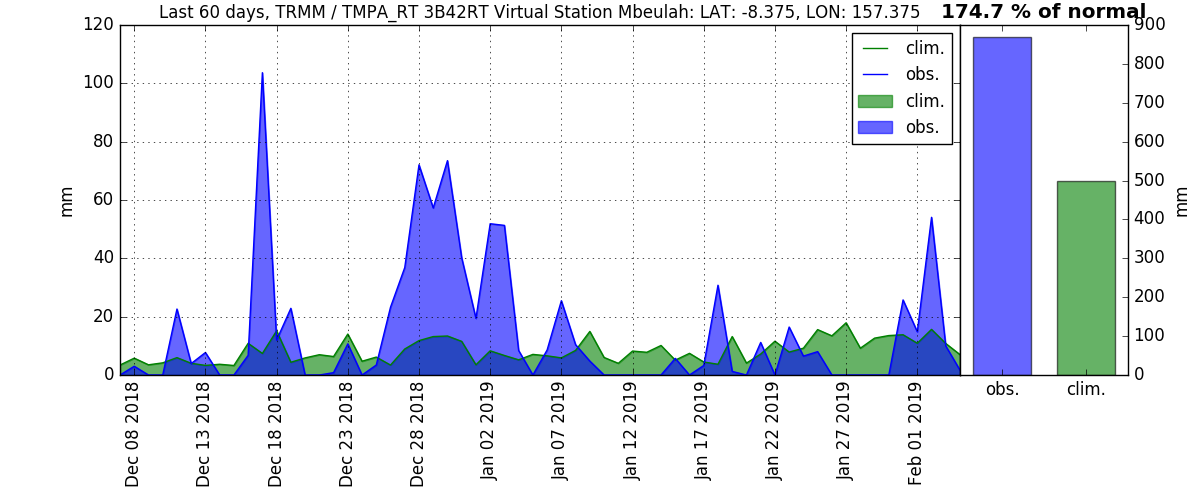 Last 60 days, TRMM / TMPA_RT 3B42RT Virtual Station Mbeulah: LAT: -8.375, LON: 157.375
174.7 % of normal
120
100
80
60
40
20
0
mm
clim.
obs.
clim.
obs.
Dec 08 2018
Dec 13 2018
Dec 18 2018
Dec 23 2018
Dec 28 2018
Jan 02 2019
Jan 07 2019
Jan 12 2019
Jan 17 2019
Jan 22 2019
Jan 27 2019
Feb 01 2019
900
800
700
600
500
400
300
200
100
0
mm
obs.
clim.